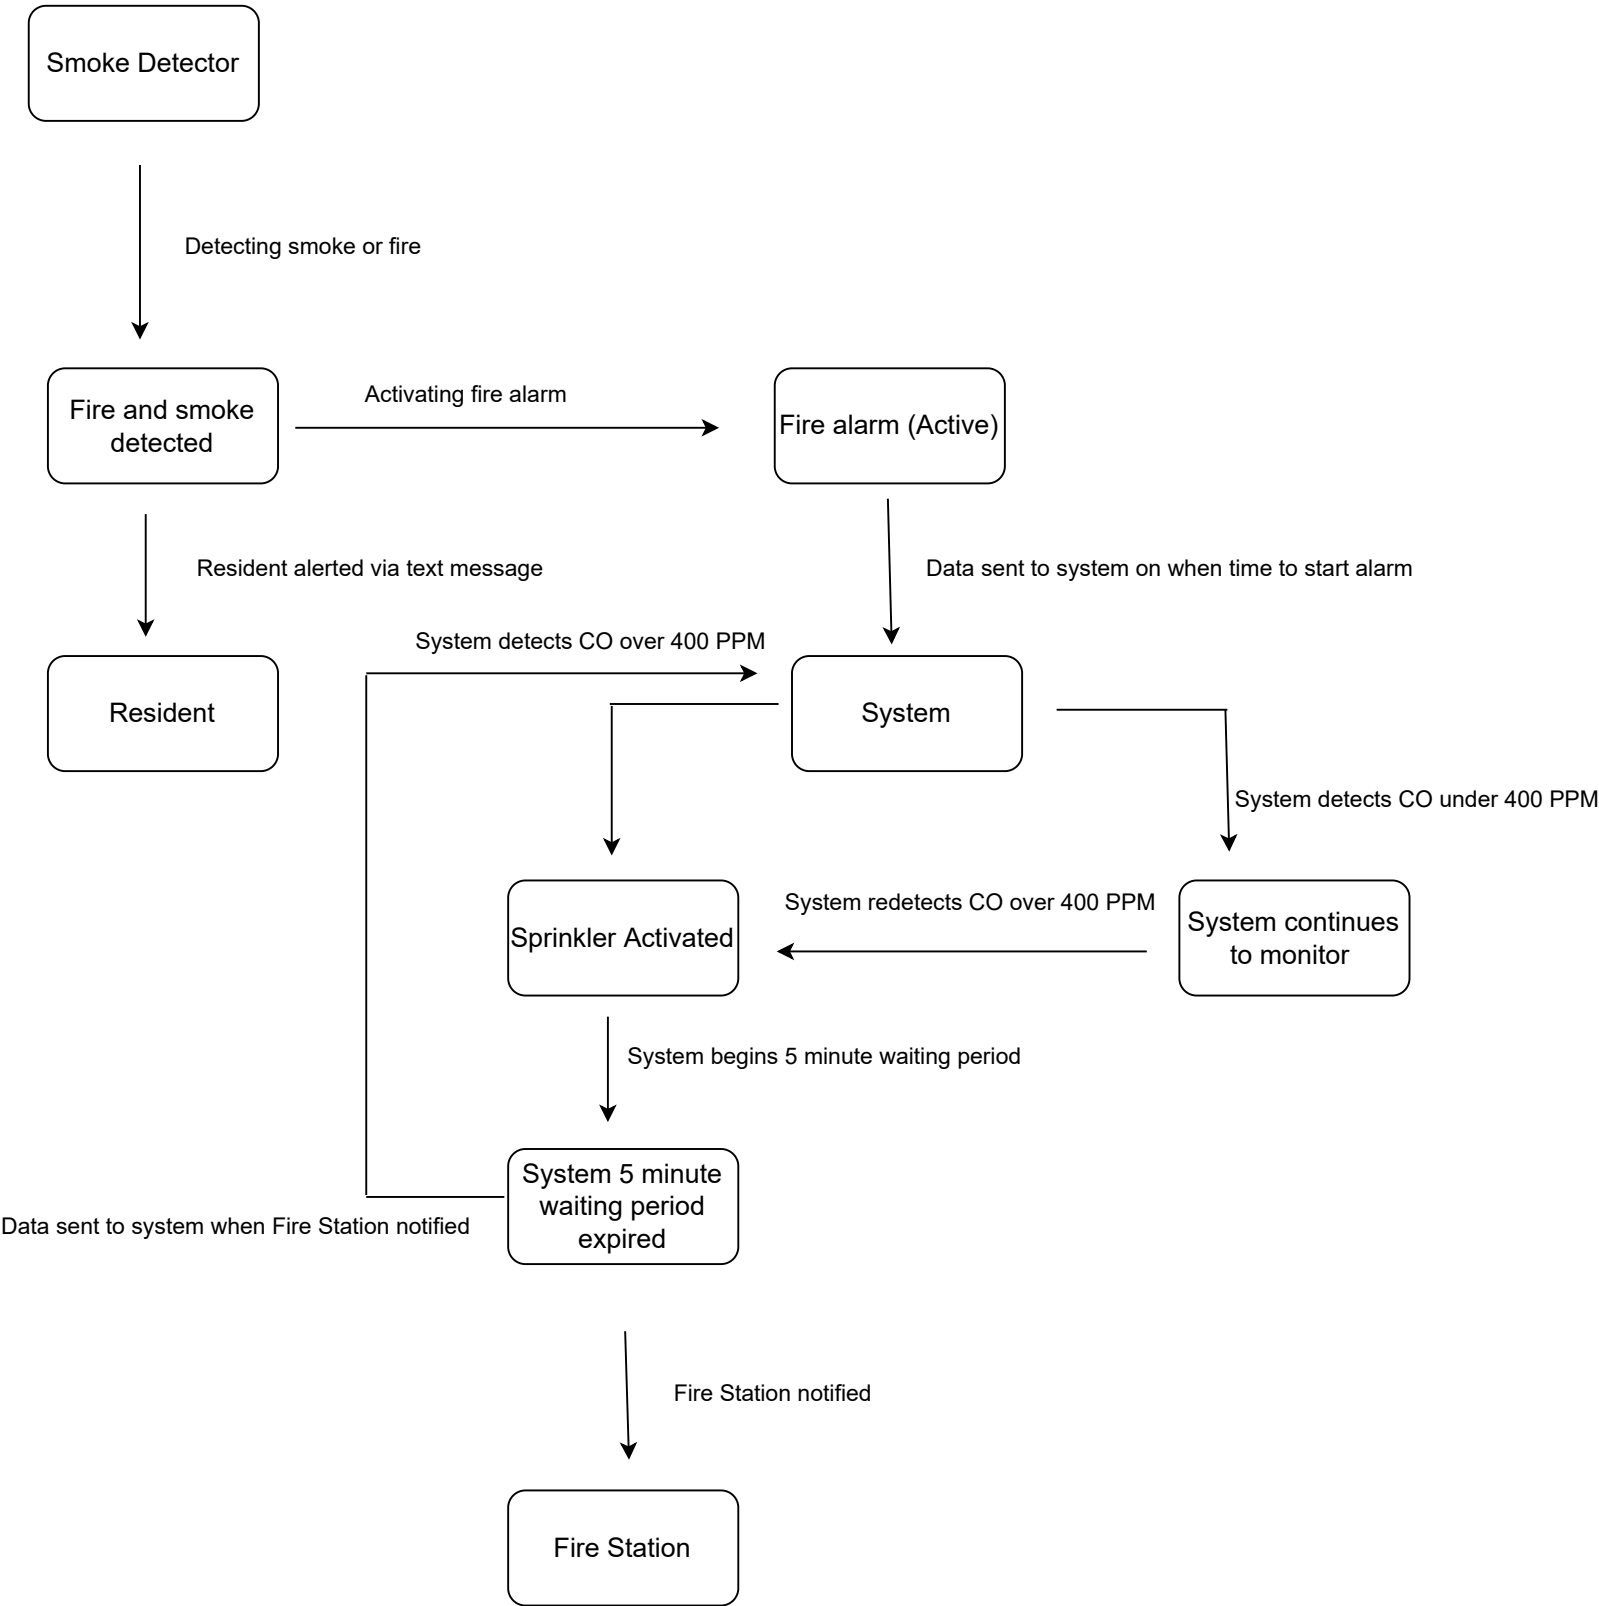 Smoke Detector
Detecting smoke or fire
Fire and smoke
detected
Activating fire alarm
Fire alarm (Active)
Resident alerted via text message
Data sent to system on when time to start alarm
System detects CO over 400 PPM
Resident
System
System detects CO under 400 PPM
Sprinkler Activated
System redetects CO over 400 PPM
System continues
to monitor
System begins 5 minute waiting period
System 5 minute
waiting period
expired
Data sent to system when Fire Station notified
Fire Station notified
Fire Station